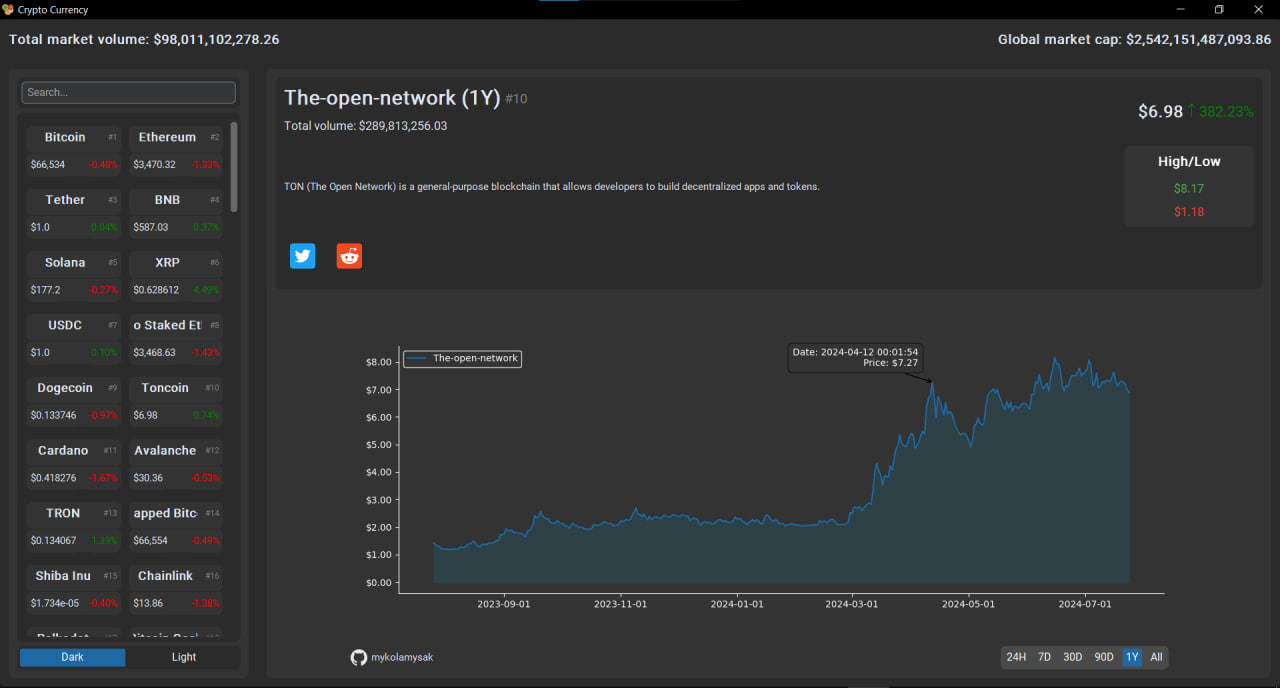 Crypto Currency
Total market volume: $98,011,102,278.26
Global market cap: $2,542,151,487,093.86
Search...
Bitcoin #1
$66,534 -0.48%
Ethereum #2
$3,470.32 -1.33%
Tether #3
$1.0 0.04%
BNB #4
$587.03 0.37%
Solana #5
$177.2 -0.27%
XRP #6
$0.628612 4.49%
USDC #7
$1.0 0.10%
o Staked Et #8
$3,468.63 -1.43%
Dogecoin #9
$0.133746 -0.97%
Toncoin #10
$6.98 0.74%
Cardano #11
$0.418276 -1.67%
Avalanche #12
$30.36 -0.53%
TRON #13
$0.134067 1.39%
apped Bitc #14
$66,554 -0.49%
Shiba Inu #15
$1.734e-05 -0.40%
Chainlink #16
$13.86 -1.38%
Polkadot
Dark
Light
The-open-network (1Y) #10
Total volume: $289,813,256.03
$6.98 ↑ 382.23%
High/Low
$8.17
$1.18
TON (The Open Network) is a general-purpose blockchain that allows developers to build decentralized apps and tokens.
The-open-network
Date: 2024-04-12 00:01:54
Price: $7.27
$8.00
$7.00
$6.00
$5.00
$4.00
$3.00
$2.00
$1.00
$0.00
2023-09-01 2023-11-01 2024-01-01 2024-03-01 2024-05-01 2024-07-01
mykolamysak
24H 7D 30D 90D 1Y All